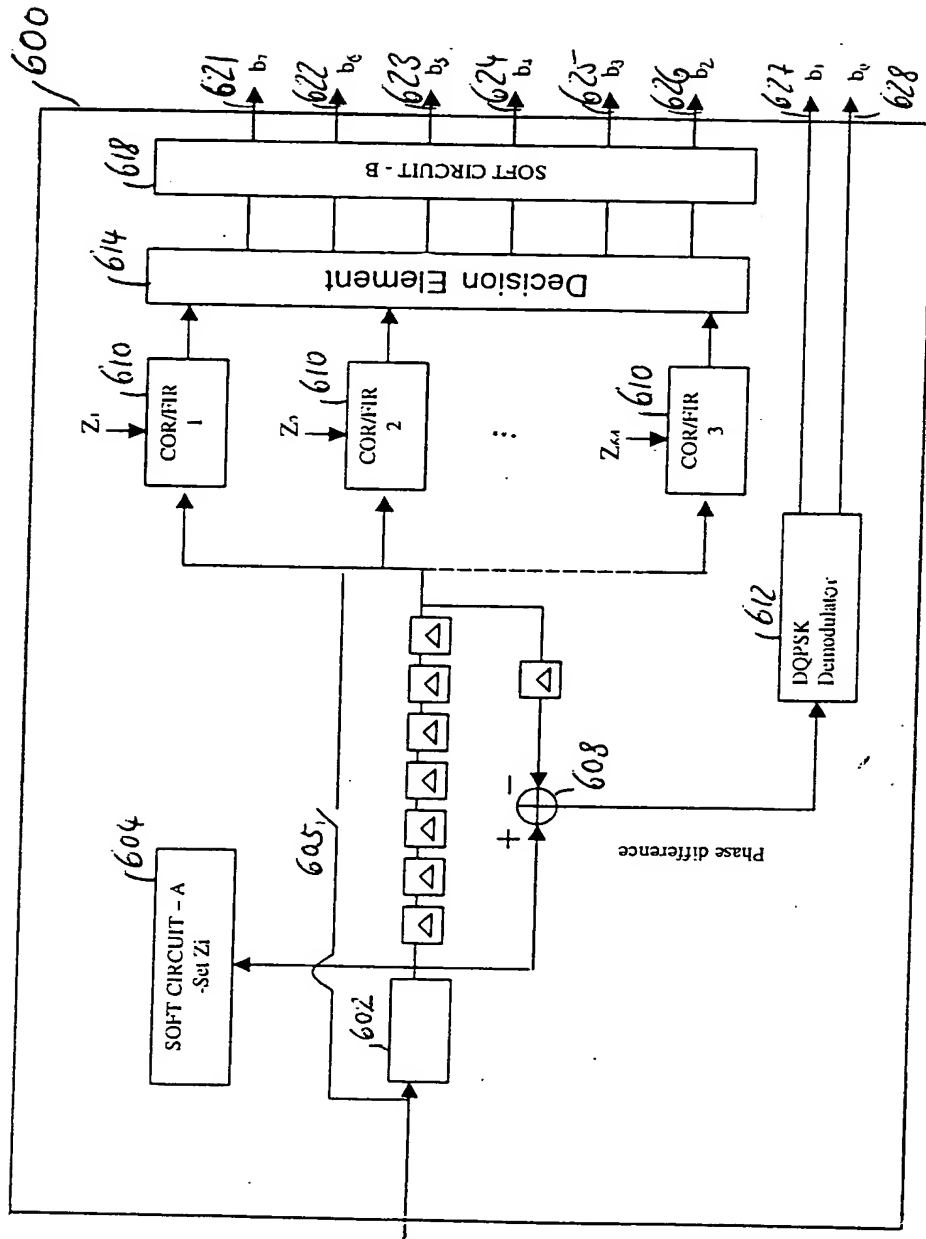 600
621
b₇
622
b₆
623
b₅
624
b₄
625
b₃
626
b₂
627
b₁
b₀
628
618
SOFT CIRCUIT - B
614
Decision Element
Z₁
610
COR/FIR
1
610
COR/FIR
2
...
610
COR/FIR
3
612
DQPSK
Demodulator
604
SOFT CIRCUIT – A
-Set Zi
605
602
Δ
Δ
Δ
Δ
Δ
Δ
Δ
Δ
+
-
608
Phase difference